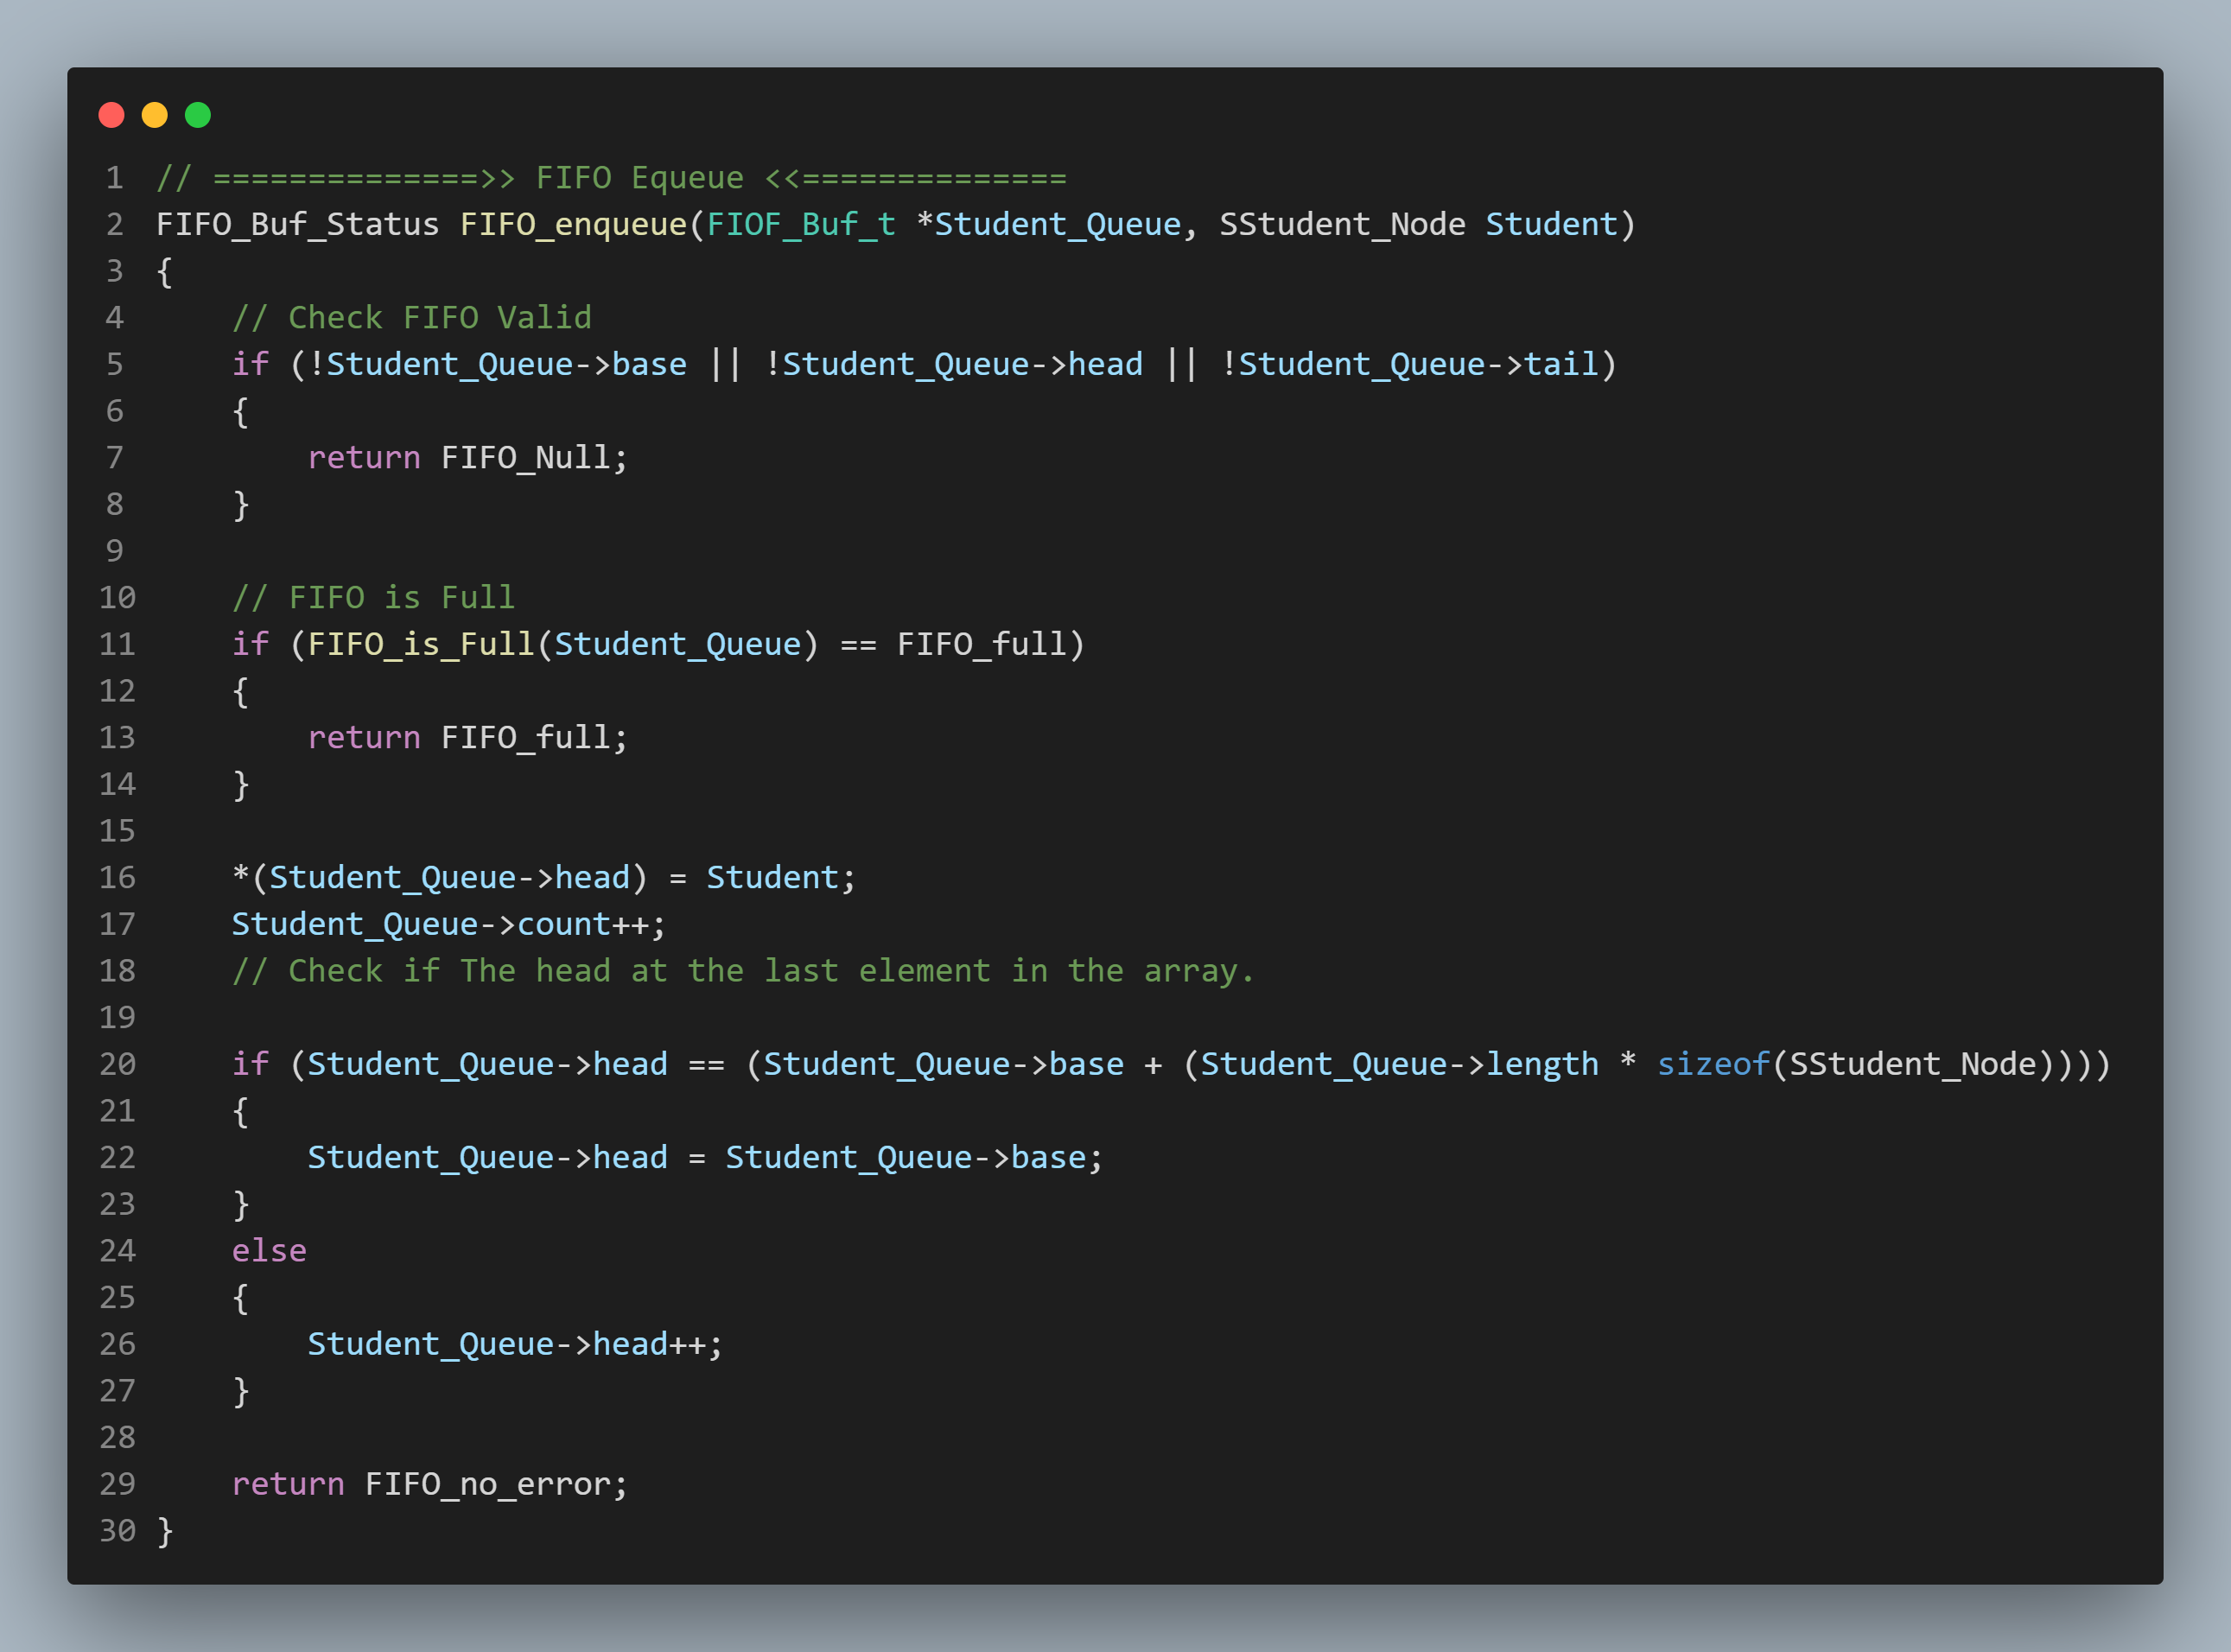 1 // ==============>> FIFO Equeue <<==============
2 FIFO_Buf_Status FIFO_enqueue(FIOF_Buf_t *Student_Queue, SStudent_Node Student)
3 {
4     // Check FIFO Valid
5     if (!Student_Queue->base || !Student_Queue->head || !Student_Queue->tail)
6     {
7         return FIFO_Null;
8     }
9
10     // FIFO is Full
11     if (FIFO_is_Full(Student_Queue) == FIFO_full)
12     {
13         return FIFO_full;
14     }
15
16     *(Student_Queue->head) = Student;
17     Student_Queue->count++;
18     // Check if The head at the last element in the array.
19
20     if (Student_Queue->head == (Student_Queue->base + (Student_Queue->length * sizeof(SStudent_Node))))
21     {
22         Student_Queue->head = Student_Queue->base;
23     }
24     else
25     {
26         Student_Queue->head++;
27     }
28
29     return FIFO_no_error;
30 }